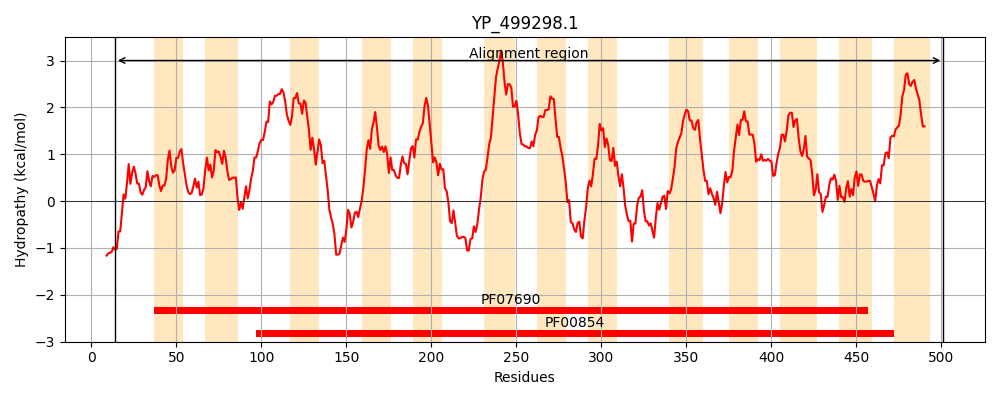 YP_499298.1
Alignment region
3
2
1
0
−1
−2
−3
Hydropathy (kcal/mol)
PF07690
PF00854
0 50 100 150 200 250 300 350 400 450 500
Residues